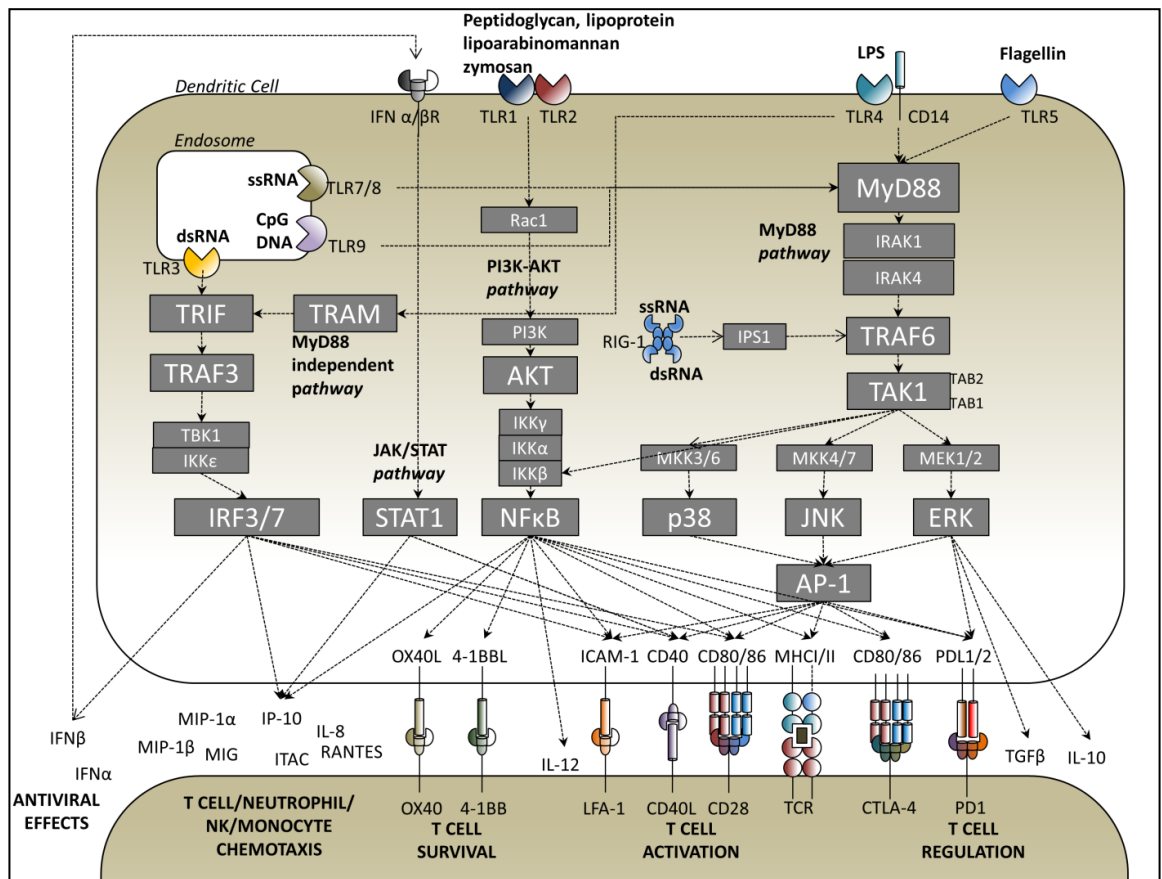 Peptidoglycan, lipoprotein
lipoarabinomannan
zymosan
LPS
Flagellin
Dendritic Cell
IFN α/βR
TLR1
TLR2
TLR4
CD14
TLR5
Endosome
ssRNA
TLR7/8
CpG
DNA
TLR9
dsRNA
TLR3
Rac1
MyD88
MyD88
pathway
IRAK1
IRAK4
PI3K-AKT
pathway
TRIF
TRAM
MyD88
independent
pathway
PI3K
ssRNA
RIG-1
dsRNA
IPS1
TRAF6
TRAF3
AKT
TAK1
TAB2
TAB1
TBK1
IKKε
IKKγ
IKKα
IKKβ
JAK/STAT
pathway
MKK3/6
MKK4/7
MEK1/2
IRF3/7
STAT1
NFκB
p38
JNK
ERK
AP-1
OX40L
4-1BBL
ICAM-1
CD40
CD80/86
MHCI/II
CD80/86
PDL1/2
IFNβ
IFNα
MIP-1α
IP-10
MIP-1β
MIG
ITAC
IL-8
RANTES
IL-12
TGFβ
IL-10
ANTIVIRAL
EFFECTS
T CELL/NEUTROPHIL/
NK/MONOCYTE
CHEMOTAXIS
OX40
4-1BB
LFA-1
CD40L
CD28
TCR
CTLA-4
PD1
T CELL
SURVIVAL
T CELL
ACTIVATION
T CELL
REGULATION